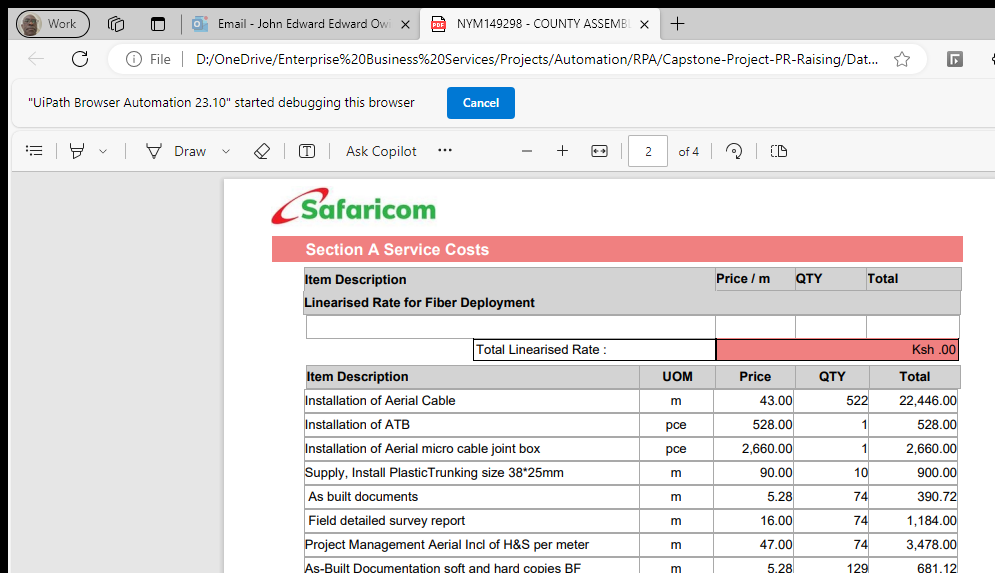 Work
Email - John Edward Edward Ow
NYM149298 - COUNTY ASSEMB
File
D:/OneDrive/Enterprise%20Business%20Services/Projects/Automation/RPA/Capstone-Project-PR-Raising/Dat...
"UiPath Browser Automation 23.10" started debugging this browser
Cancel
Draw
Ask Copilot
2 of 4
Safaricom
Section A Service Costs
Item Description Price / m QTY Total
Linearised Rate for Fiber Deployment
Total Linearised Rate : Ksh .00
Item Description UOM Price QTY Total
Installation of Aerial Cable m 43.00 522 22,446.00
Installation of ATB pce 528.00 1 528.00
Installation of Aerial micro cable joint box pce 2,660.00 1 2,660.00
Supply, Install PlasticTrunking size 38*25mm m 90.00 10 900.00
As built documents m 5.28 74 390.72
Field detailed survey report m 16.00 74 1,184.00
Project Management Aerial Incl of H&S per meter m 47.00 74 3,478.00
As-Built Documentation soft and hard copies BF m 5.28 129 681.12